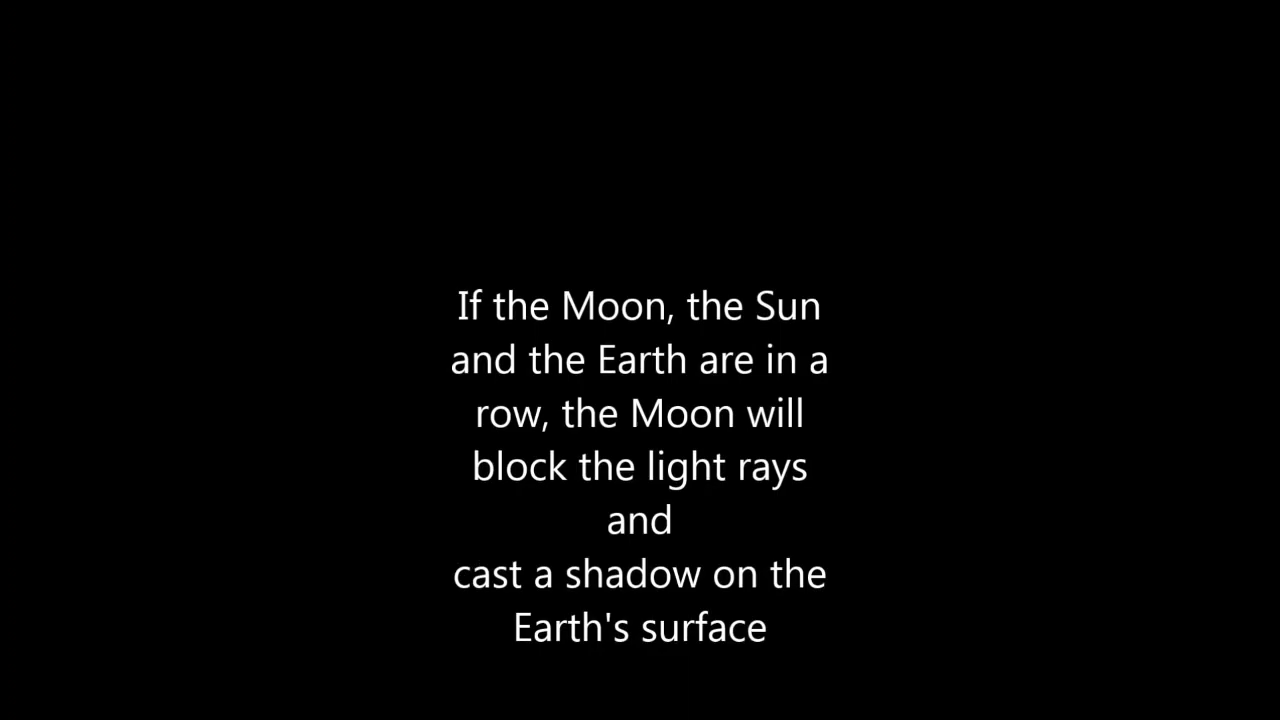 If the Moon, the Sun
and the Earth are in a
row, the Moon will
block the light rays
and
cast a shadow on the
Earth's surface